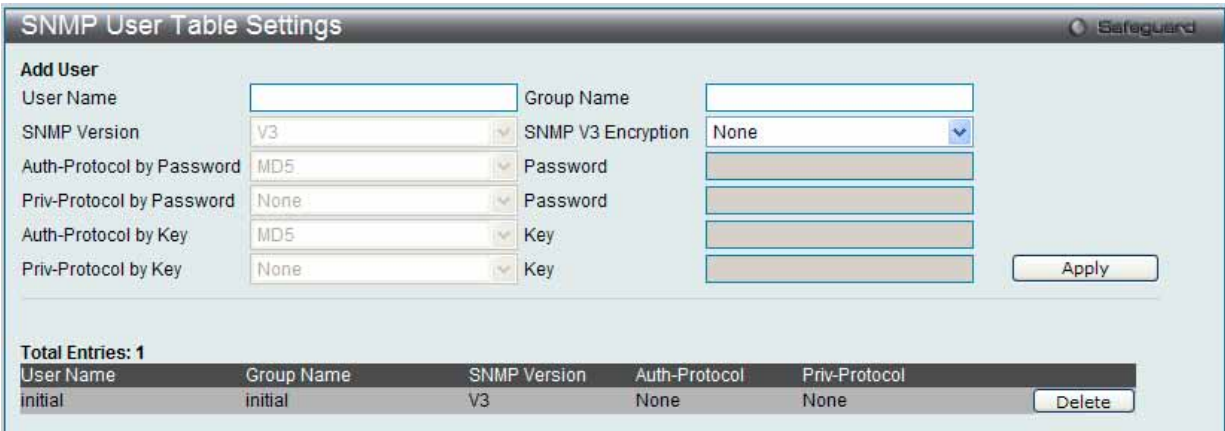 SNMP User Table Settings
Safeguard
Add User
User Name Group Name
SNMP Version V3 SNMP V3 Encryption None
Auth-Protocol by Password MD5 Password
Priv-Protocol by Password None Password
Auth-Protocol by Key MD5 Key
Priv-Protocol by Key None Key Apply
Total Entries: 1
User Name Group Name SNMP Version Auth-Protocol Priv-Protocol
initial initial V3 None None Delete